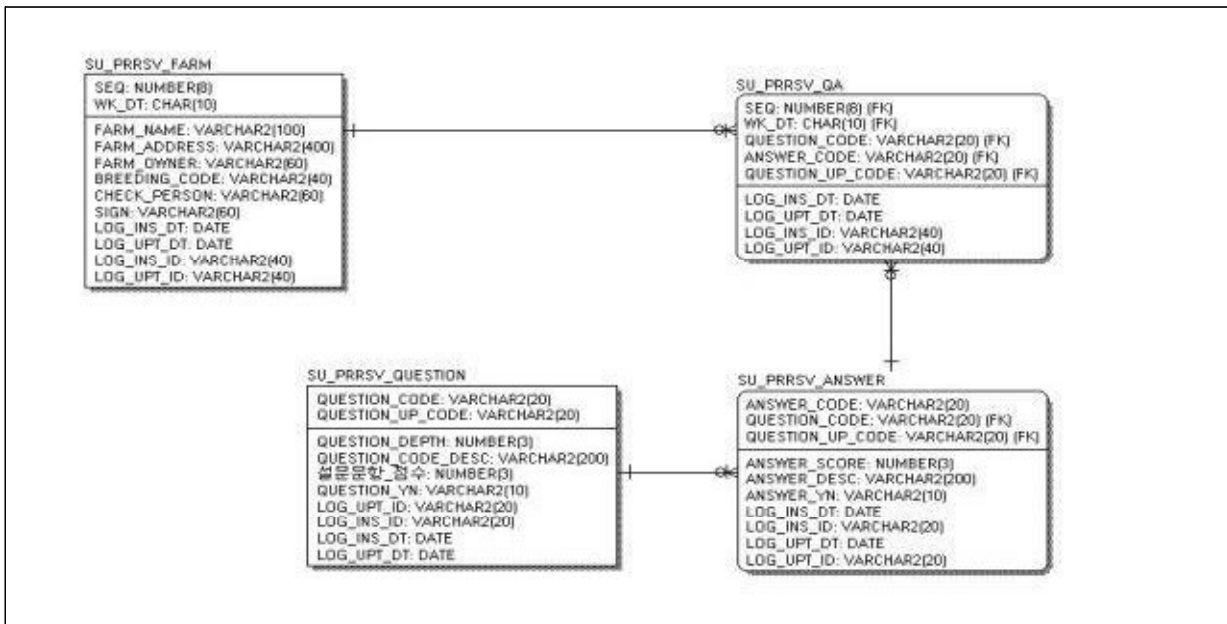 SU_PRRSV_FARM
SEQ: NUMBER(8)
WK_DT: CHAR(10)
FARM_NAME: VARCHAR2(100)
FARM_ADDRESS: VARCHAR2(400)
FARM_OWNER: VARCHAR2(60)
BREEDING_CODE: VARCHAR2(40)
CHECK_PERSON: VARCHAR2(60)
SIGN: VARCHAR2(60)
LOG_INS_DT: DATE
LOG_UPT_DT: DATE
LOG_INS_ID: VARCHAR2(40)
LOG_UPT_ID: VARCHAR2(40)
SU_PRRSV_QA
SEQ: NUMBER(8) (FK)
WK_DT: CHAR(10) (FK)
QUESTION_CODE: VARCHAR2(20) (FK)
ANSWER_CODE: VARCHAR2(20) (FK)
QUESTION_UP_CODE: VARCHAR2(20) (FK)
LOG_INS_DT: DATE
LOG_UPT_DT: DATE
LOG_INS_ID: VARCHAR2(40)
LOG_UPT_ID: VARCHAR2(40)
SU_PRRSV_QUESTION
QUESTION_CODE: VARCHAR2(20)
QUESTION_UP_CODE: VARCHAR2(20)
QUESTION_DEPTH: NUMBER(3)
QUESTION_CODE_DESC: VARCHAR2(200)
설문문항_점수: NUMBER(3)
QUESTION_YN: VARCHAR2(10)
LOG_UPT_ID: VARCHAR2(20)
LOG_INS_ID: VARCHAR2(20)
LOG_INS_DT: DATE
LOG_UPT_DT: DATE
SU_PRRSV_ANSWER
ANSWER_CODE: VARCHAR2(20)
QUESTION_CODE: VARCHAR2(20) (FK)
QUESTION_UP_CODE: VARCHAR2(20) (FK)
ANSWER_SCORE: NUMBER(3)
ANSWER_DESC: VARCHAR2(200)
ANSWER_YN: VARCHAR2(10)
LOG_INS_DT: DATE
LOG_INS_ID: VARCHAR2(20)
LOG_UPT_DT: DATE
LOG_UPT_ID: VARCHAR2(20)